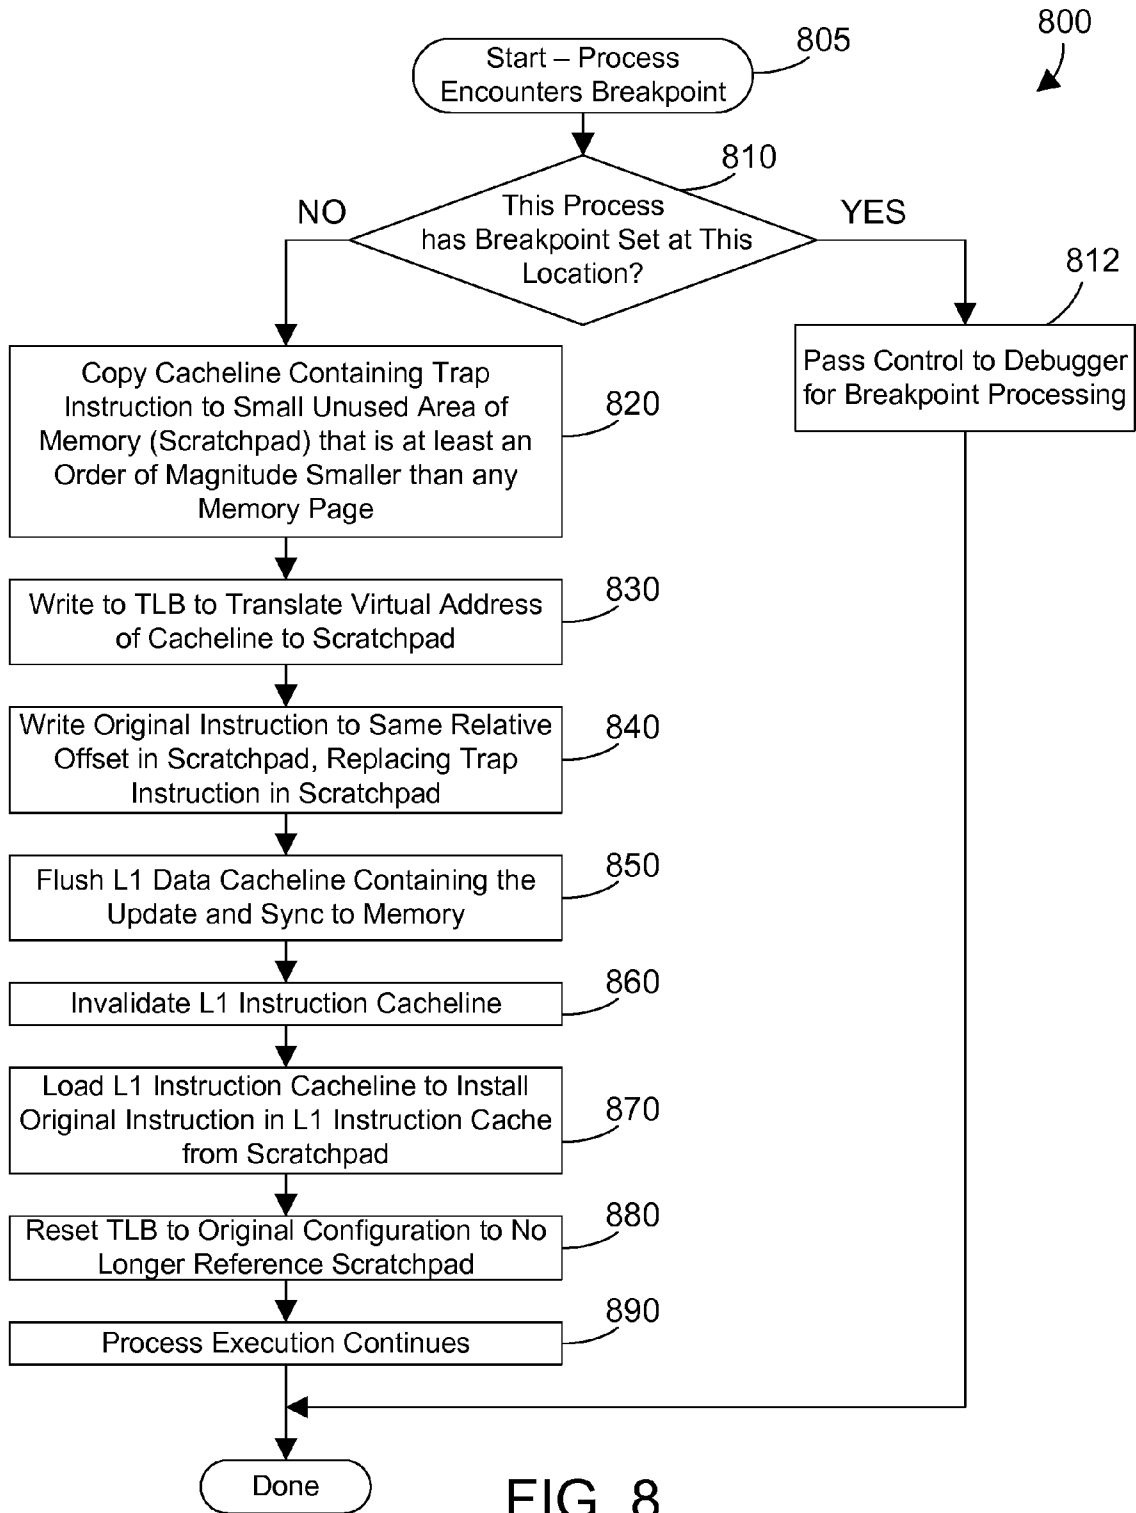 800
805
Start – Process
Encounters Breakpoint
810
This Process
has Breakpoint Set at This
Location?
NO
YES
812
Pass Control to Debugger
for Breakpoint Processing
Copy Cacheline Containing Trap
Instruction to Small Unused Area of
Memory (Scratchpad) that is at least an
Order of Magnitude Smaller than any
Memory Page
820
Write to TLB to Translate Virtual Address
of Cacheline to Scratchpad
830
Write Original Instruction to Same Relative
Offset in Scratchpad, Replacing Trap
Instruction in Scratchpad
840
Flush L1 Data Cacheline Containing the
Update and Sync to Memory
850
Invalidate L1 Instruction Cacheline
860
Load L1 Instruction Cacheline to Install
Original Instruction in L1 Instruction Cache
from Scratchpad
870
Reset TLB to Original Configuration to No
Longer Reference Scratchpad
880
Process Execution Continues
890
Done
FIG. 8